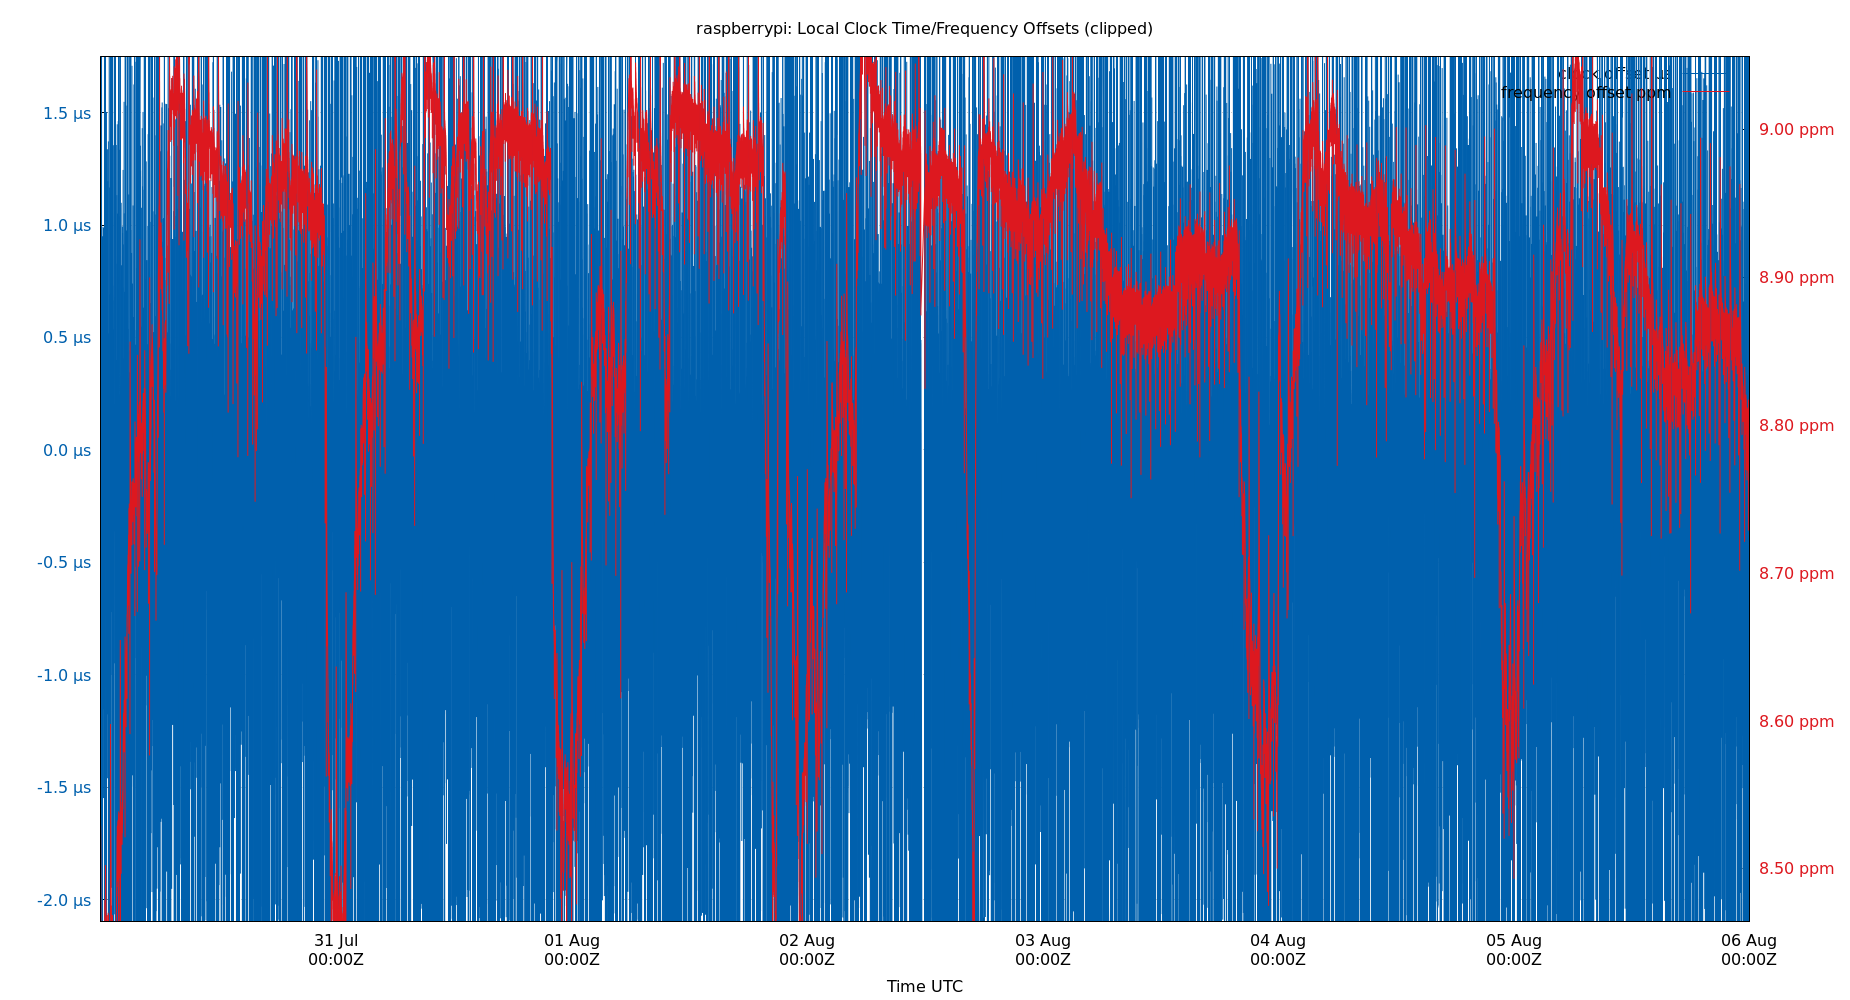 raspberrypi: Local Clock Time/Frequency Offsets (clipped)
clock offset μs
frequency offset ppm
1.5 μs
1.0 μs
0.5 μs
0.0 μs
-0.5 μs
-1.0 μs
-1.5 μs
-2.0 μs
9.00 ppm
8.90 ppm
8.80 ppm
8.70 ppm
8.60 ppm
8.50 ppm
31 Jul
00:00Z
01 Aug
00:00Z
02 Aug
00:00Z
03 Aug
00:00Z
04 Aug
00:00Z
05 Aug
00:00Z
06 Aug
00:00Z
Time UTC